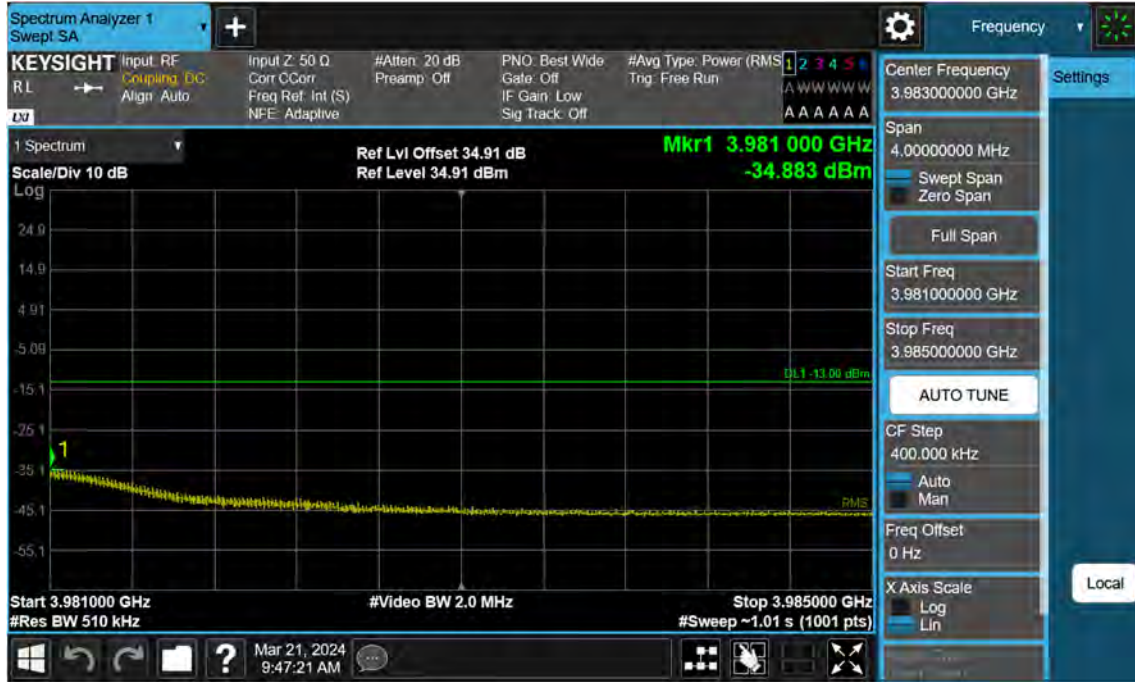 Spectrum Analyzer 1
Swept SA
+
Frequency
KEYSIGHT
Input: RF
Input Z: 50 Ω
#Atten: 20 dB
PNO: Best Wide
#Avg Type: Power (RMS
1 2 3 4 5 6
R L
Coupling: DC
Corr CCorr
Preamp: Off
Gate: Off
Trig: Free Run
A W W W W W
Align: Auto
Freq Ref: Int (S)
IF Gain: Low
LXI
NFE: Adaptive
Sig Track: Off
A A A A A A
1 Spectrum
Ref Lvl Offset 34.91 dB
Mkr1 3.981 000 GHz
Scale/Div 10 dB
Ref Level 34.91 dBm
-34.883 dBm
Log
24.9
14.9
4.91
-5.09
DL1 -13.00 dBm
-15.1
-25.1
1
-35.1
RMS
-45.1
-55.1
Start 3.981000 GHz
#Video BW 2.0 MHz
Stop 3.985000 GHz
#Res BW 510 kHz
#Sweep ~1.01 s (1001 pts)
Center Frequency
3.983000000 GHz
Settings
Span
4.00000000 MHz
Swept Span
Zero Span
Full Span
Start Freq
3.981000000 GHz
Stop Freq
3.985000000 GHz
AUTO TUNE
CF Step
400.000 kHz
Auto
Man
Freq Offset
0 Hz
X Axis Scale
Log
Lin
Local
?
Mar 21, 2024
9:47:21 AM